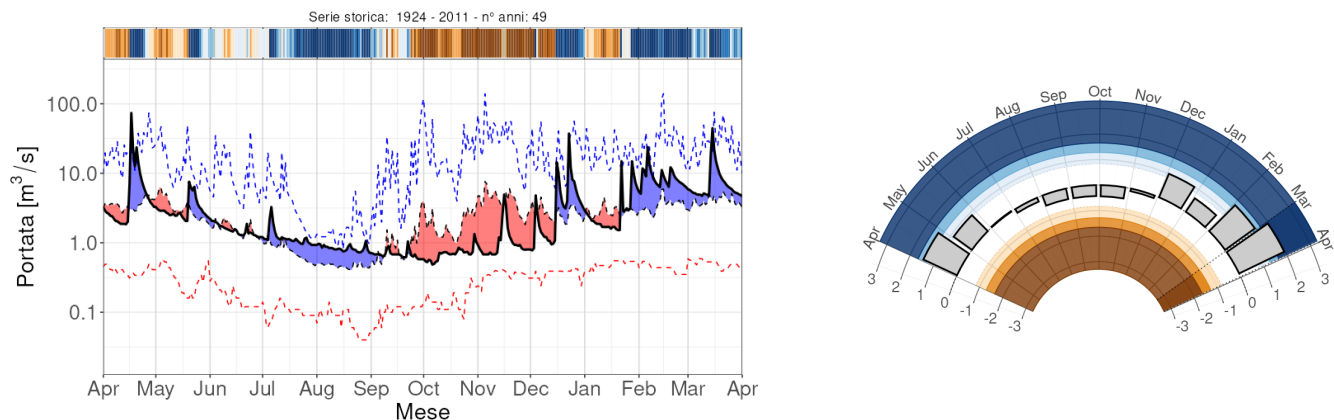 Serie storica: 1924 - 2011 - n° anni: 49
Portata [m³/s]
100.0
10.0
1.0
0.1
Apr May Jun Jul Aug Sep Oct Nov Dec Jan Feb Mar Apr
Mese
Apr May Jun Jul Aug Sep Oct Nov Dec Jan Feb Mar Apr
3 2 1 0 -1 -2 -3
-3 -2 -1 0 1 2 3